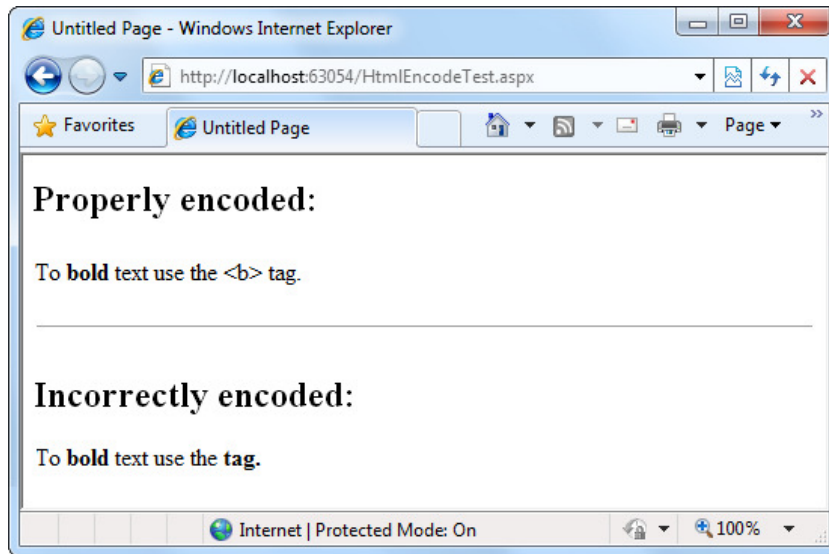 Untitled Page - Windows Internet Explorer
http://localhost:63054/HtmlEncodeTest.aspx
Favorites Untitled Page Page »
Properly encoded:
To bold text use the <b> tag.
Incorrectly encoded:
To bold text use the tag.
Internet | Protected Mode: On 100%